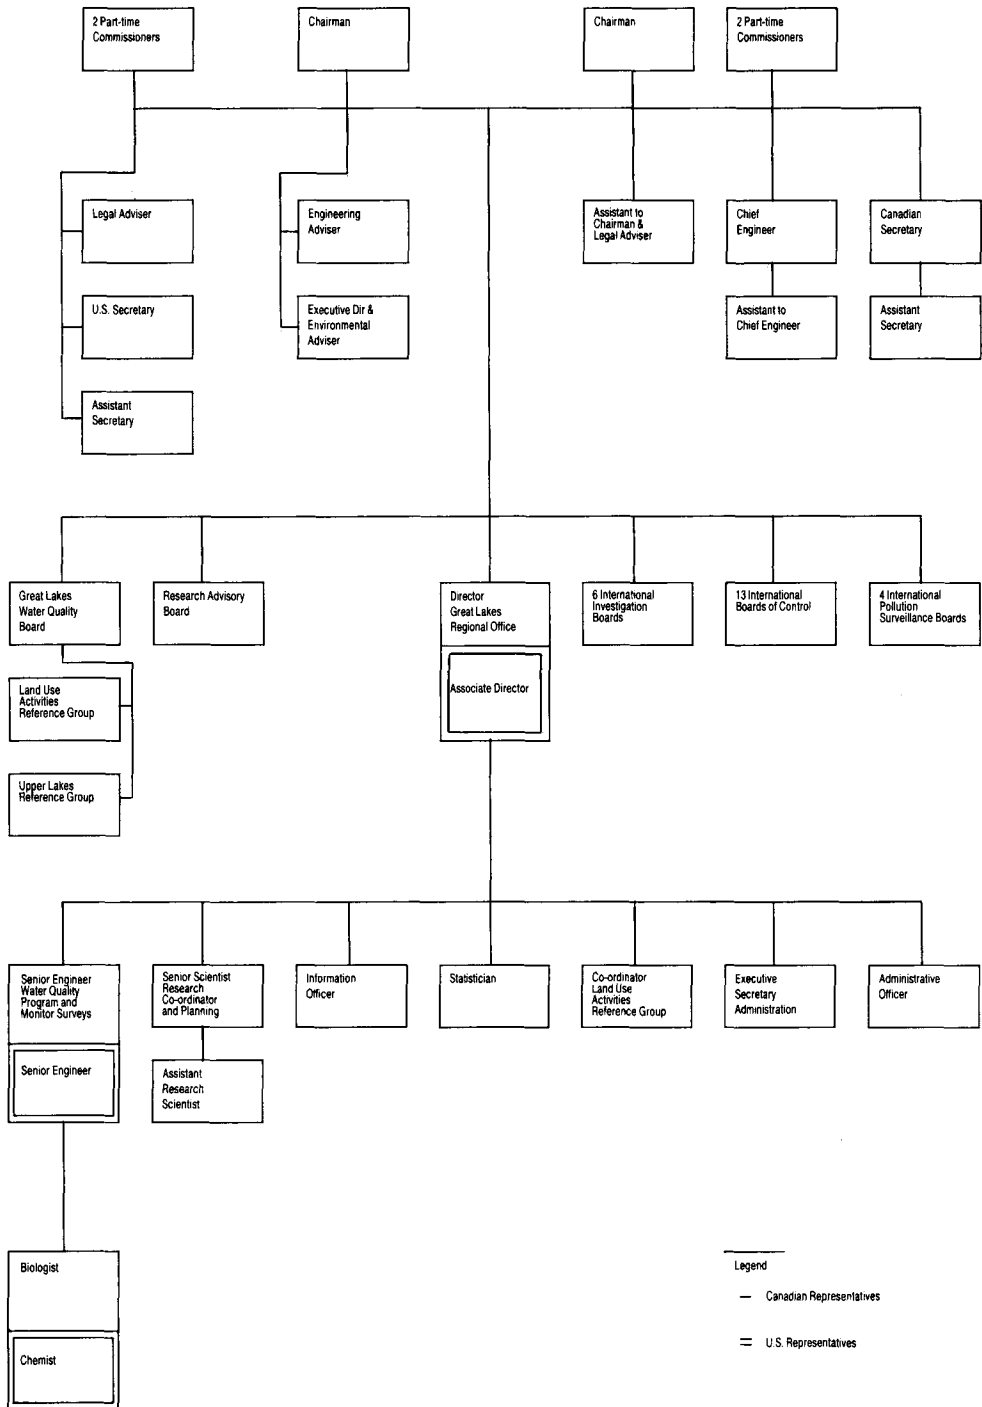 2 Part-time
Commissioners
Chairman
Chairman
2 Part-time
Commissioners
Legal Adviser
Engineering
Adviser
Assistant to
Chairman &
Legal Adviser
Chief
Engineer
Canadian
Secretary
U.S. Secretary
Executive Dir &
Environmental
Adviser
Assistant to
Chief Engineer
Assistant
Secretary
Assistant
Secretary
Great Lakes
Water Quality
Board
Research Advisory
Board
Director
Great Lakes
Regional Office
6 International
Investigation
Boards
13 International
Boards of Control
4 International
Pollution
Surveillance Boards
Land Use
Activities
Reference Group
Associate Director
Upper Lakes
Reference Group
Senior Engineer
Water Quality
Program and
Monitor Surveys
Senior Scientist
Research
Co-ordinator
and Planning
Information
Officer
Statistician
Co-ordinator
Land Use
Activities
Reference Group
Executive
Secretary
Administration
Administrative
Officer
Senior Engineer
Assistant
Research
Scientist
Biologist
Chemist
Legend
Canadian Representatives
U.S. Representatives